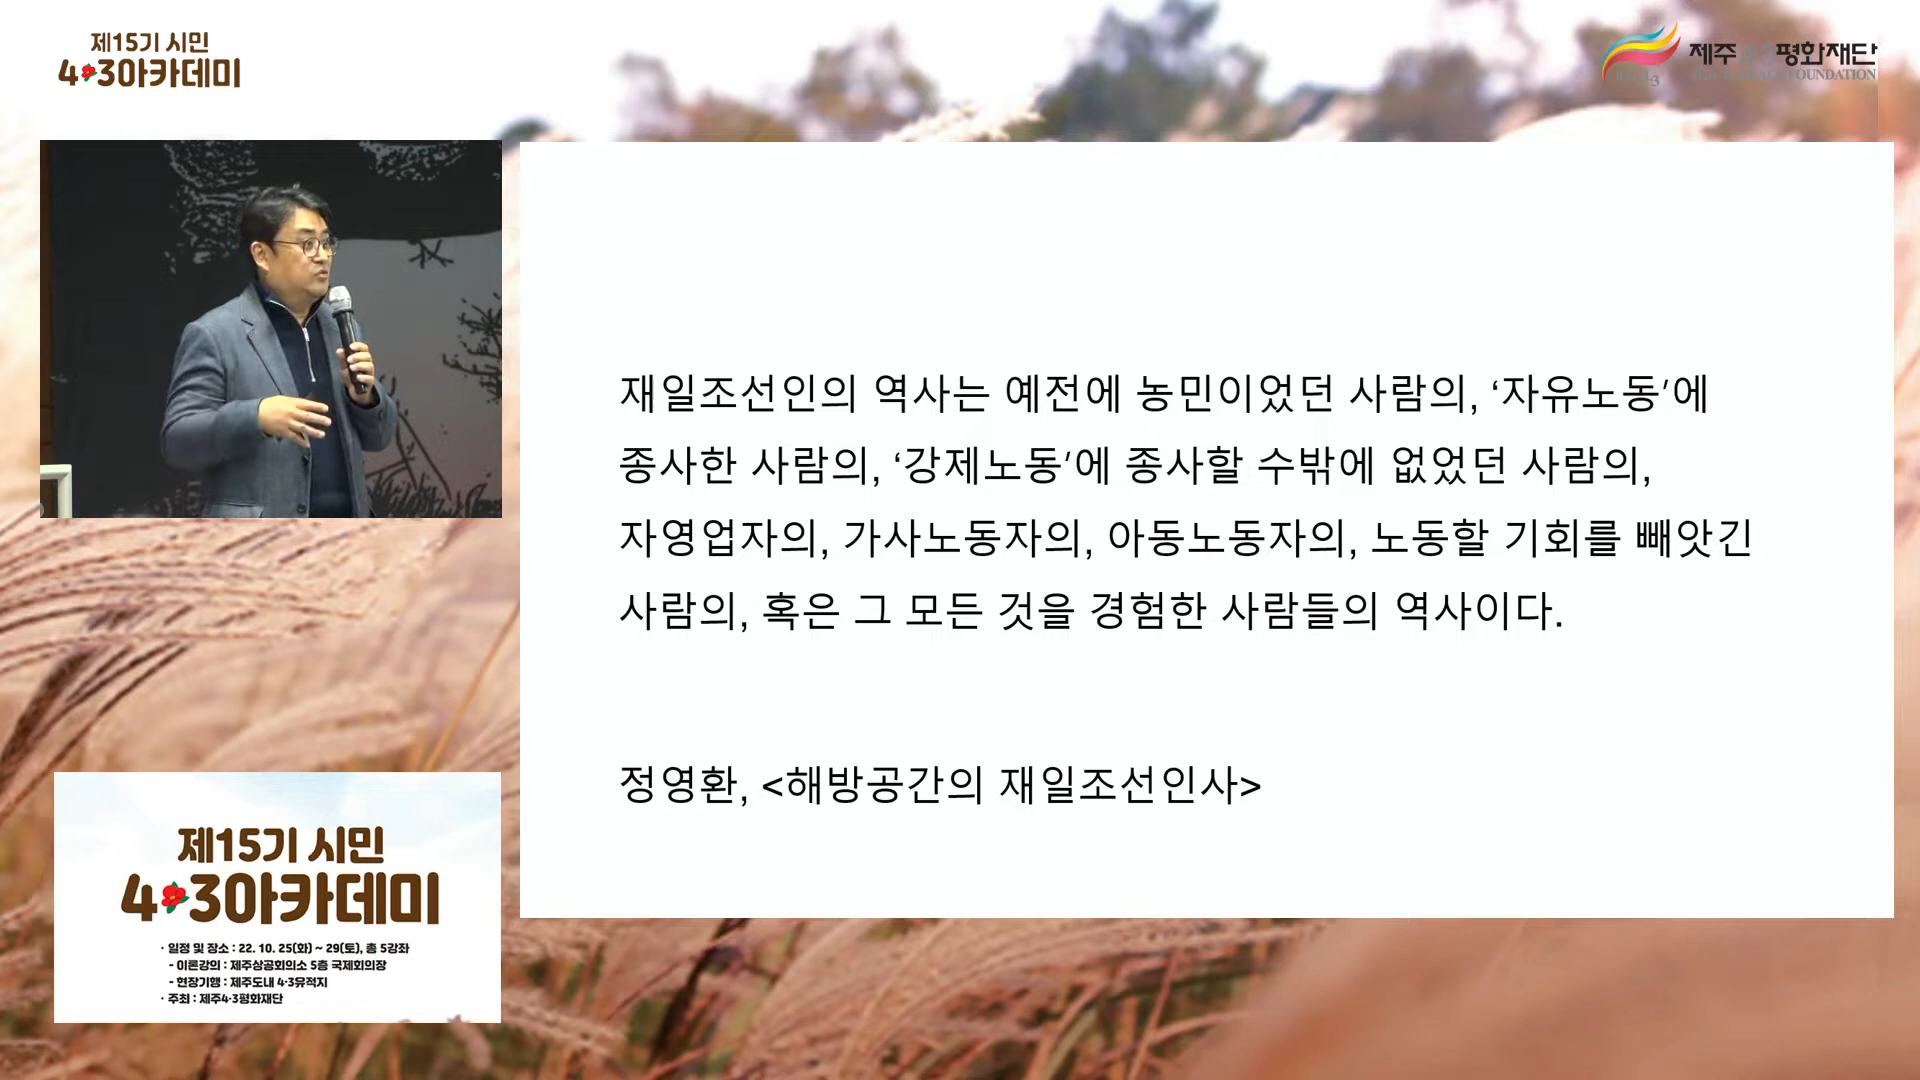 제15기 시민
4·3아카데미
제주4·3평화재단
FOUNDATION
재일조선인의 역사는 예전에 농민이었던 사람의, ‘자유노동’에
종사한 사람의, ‘강제노동’에 종사할 수밖에 없었던 사람의,
자영업자의, 가사노동자의, 아동노동자의, 노동할 기회를 빼앗긴
사람의, 혹은 그 모든 것을 경험한 사람들의 역사이다.
정영환, <해방공간의 재일조선인사>
제15기 시민
4·3아카데미
· 일정 및 장소 : 22. 10. 25(화) ~ 29(토), 총 5강좌
- 이론강의 : 제주상공회의소 5층 국제회의장
- 현장기행 : 제주도내 4·3유적지
· 주최 : 제주4·3평화재단